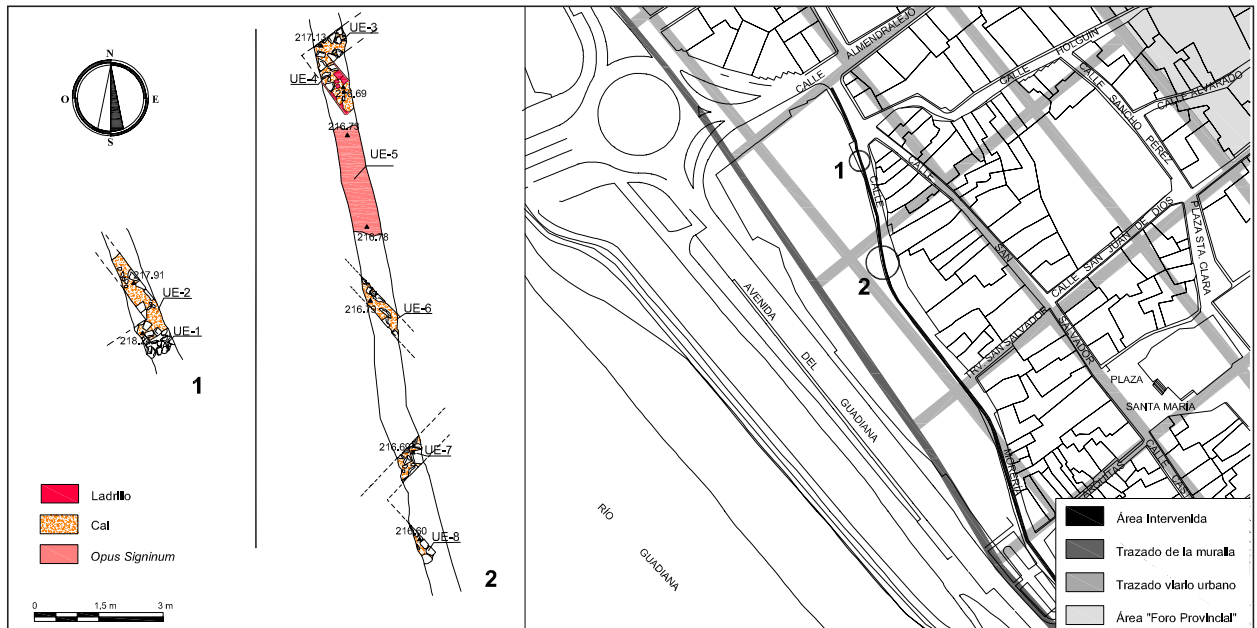 N
O
E
S
217.91
UE-2
UE-1
1
217.13
UE-3
UE-4
216.73
UE-5
216.78
216.79
UE-6
216.69
UE-7
216.60
UE-8
2
Ladrillo
Cal
Opus Signinum
0
1,5 m
3 m
CALLE
ALMENDRALEJO
CALLE
HOLGUIN
CALLE SANCHO PEREZ
CALLE ALVARADO
1
CALLE
2
CALLE
SAN
SALVADOR
CALLE SAN JUAN DE DIOS
PLAZA STA. CLARA
TRV. SAN SALVADOR
PLAZA
SANTA MARIA
AVENIDA
DEL
GUADIANA
MORERIA
CALLE CAS
RÍO
GUADIANA
Área Intervenida
Trazado de la muralla
Trazado viario urbano
Área "Foro Provincial"